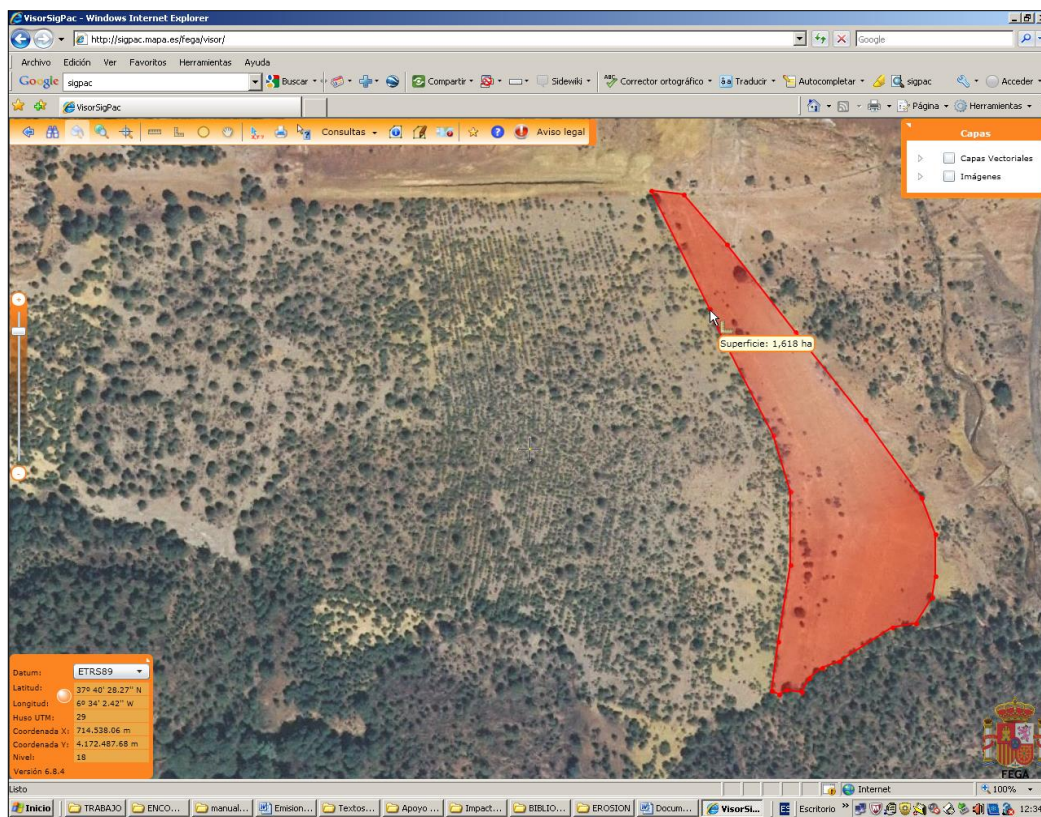 VisorSigPac - Windows Internet Explorer
http://sigpac.mapa.es/fega/visor/
Google
Archivo Edición Ver Favoritos Herramientas Ayuda
Google sigpac Buscar Compartir Sidewiki Corrector ortográfico Traducir Autocompletar sigpac Acceder
VisorSigPac Página Herramientas
Consultas Aviso legal
Capas
Capas Vectoriales
Imágenes
Superficie: 1,618 ha
Datum: ETRS89
Latitud: 37º 40' 28.27'' N
Longitud: 6º 34' 2.42'' W
Huso UTM: 29
Coordenada X: 714.538.06 m
Coordenada Y: 4.172.487.68 m
Nivel: 18
Versión 6.8.4
FEGA
Listo Internet 100%
Inicio TRABAJO ENCO... manual... Emision... Textos... Apoyo ... Impact... BIBLIO... EROSION Docum... VisorSi... ES Escritorio » 12:34